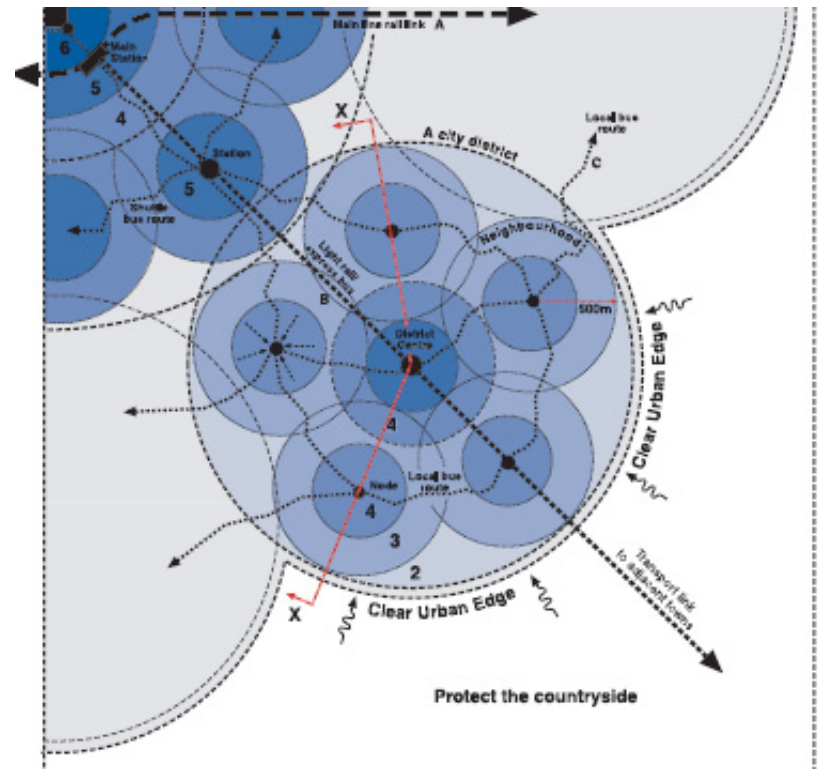 Main line rail link A
6
Main
Station
5
4
Station
5
Shuttle
bus route
X
A city district
Local bus
route
C
Neighbourhood
Light rail/
express bus
B
500m
District
Centre
4
Clear Urban Edge
Node
Local bus
route
4
3
2
X
Clear Urban Edge
Transport link
to adjacent towns
Protect the countryside